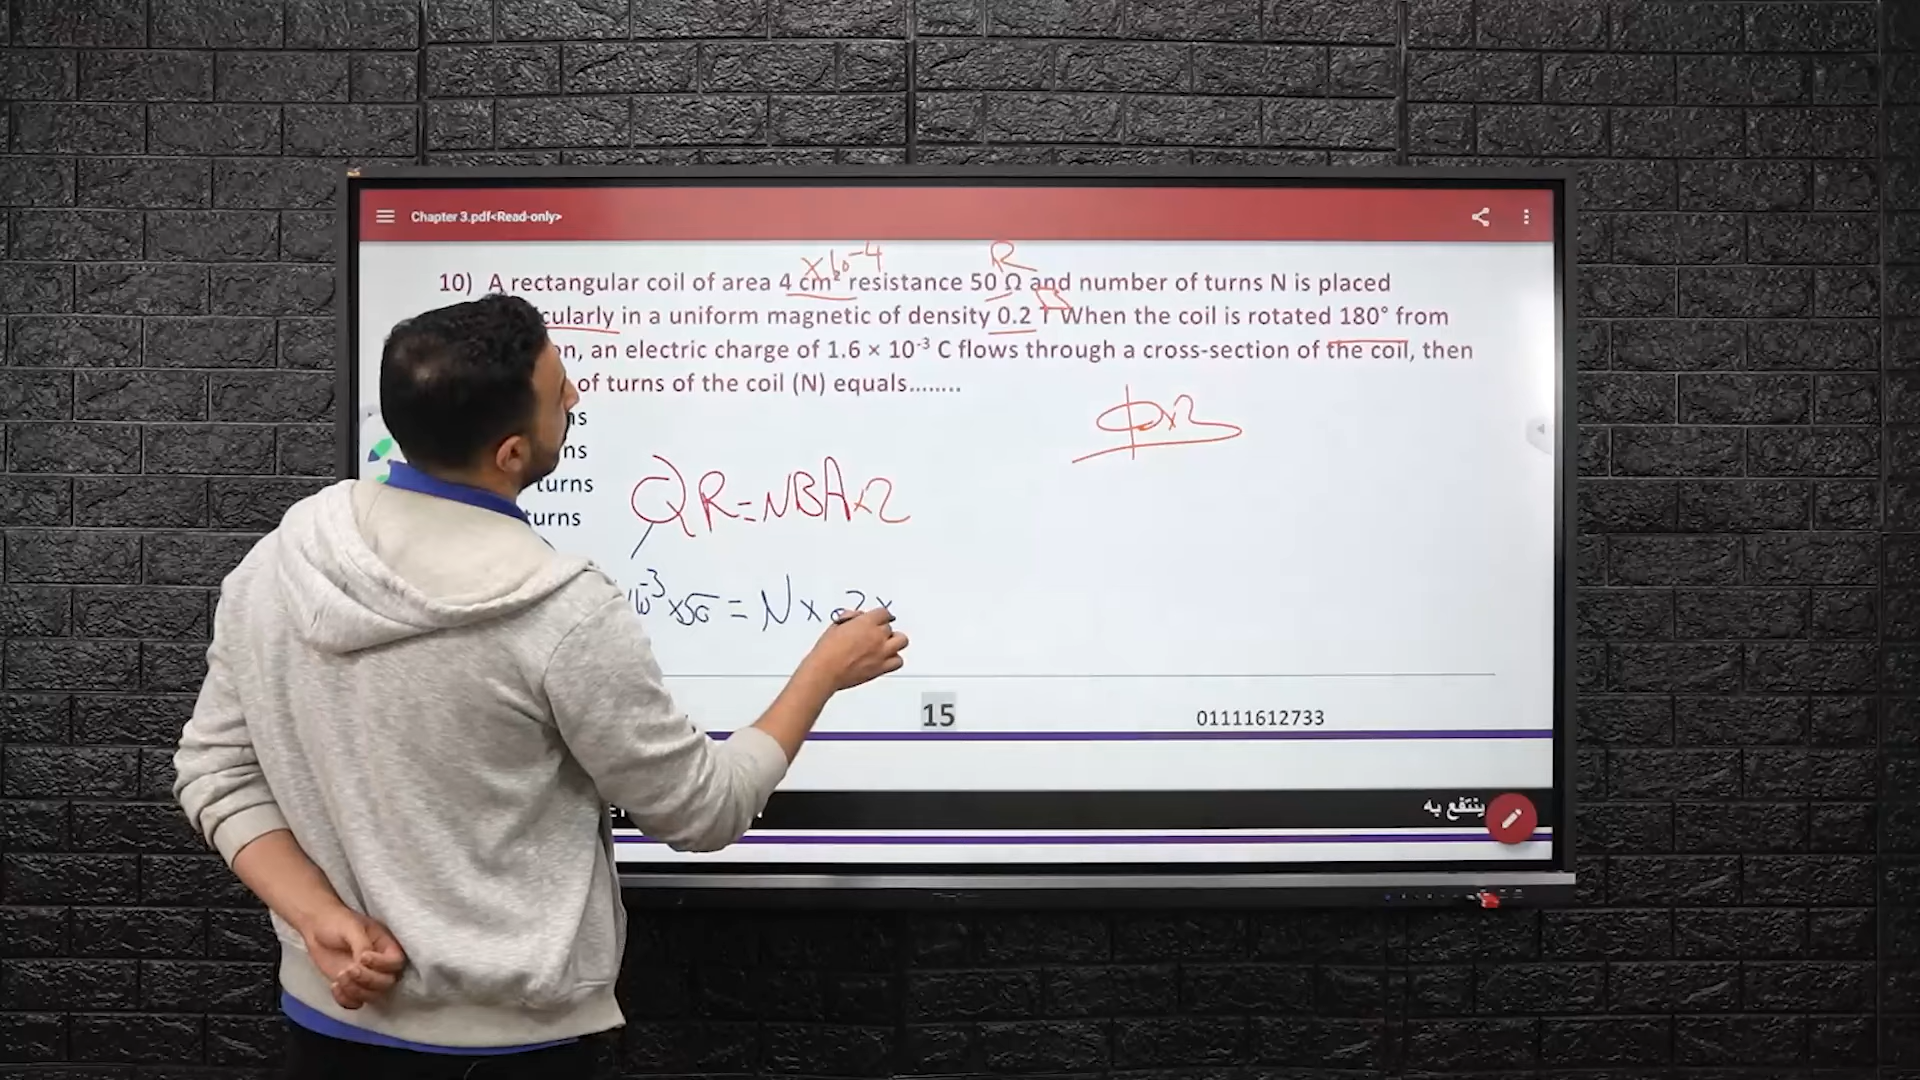 Chapter 3.pdf<Read-only>
×10⁻⁴ R
10) A rectangular coil of area 4 cm² resistance 50 Ω and number of turns N is placed
cularly in a uniform magnetic of density 0.2 T When the coil is rotated 180° from
n, an electric charge of 1.6 × 10⁻³ C flows through a cross-section of the coil, then
of turns of the coil (N) equals........
ns
ns
turns
turns
ϕ×2
QR=NBA×2
10⁻³×50=N×0.2×
15
01111612733
ينتفع به